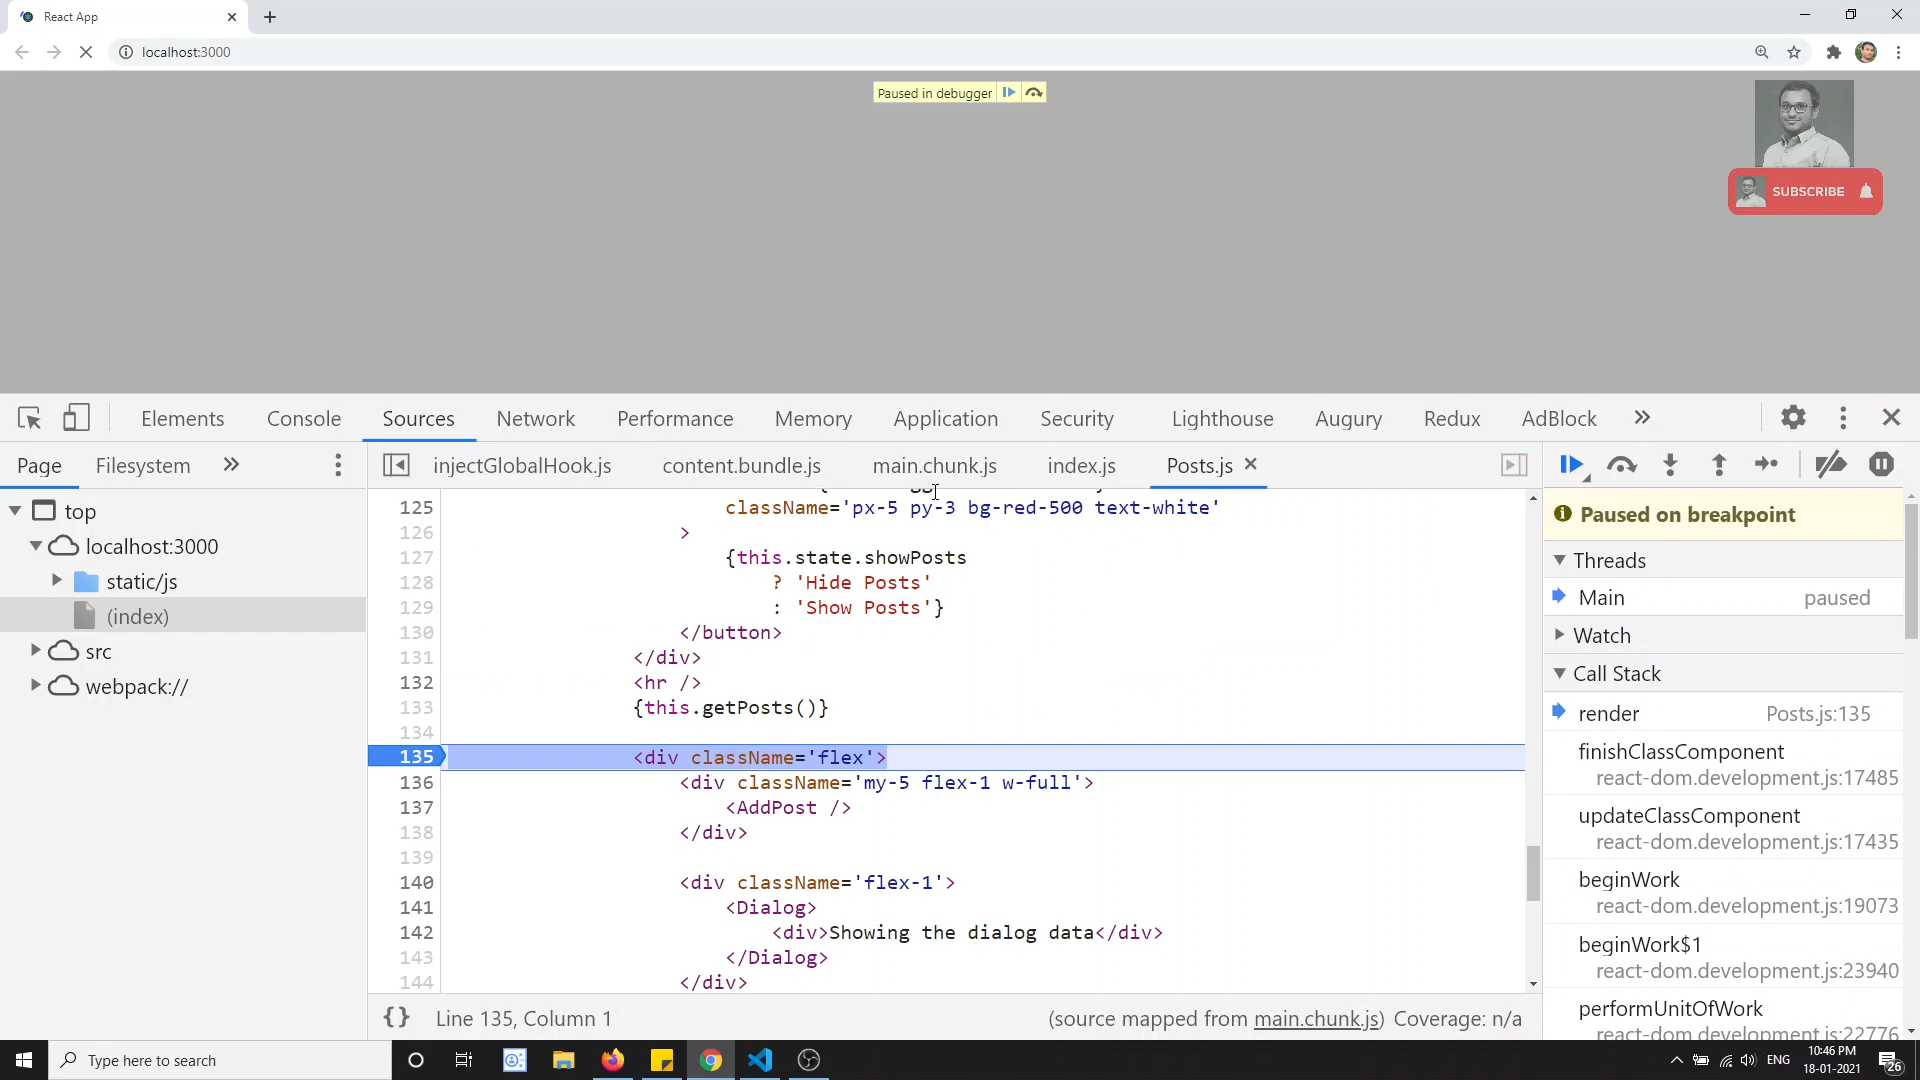 React App
localhost:3000
Paused in debugger
SUBSCRIBE
Elements Console Sources Network Performance Memory Application Security Lighthouse Augury Redux AdBlock
Page Filesystem
injectGlobalHook.js content.bundle.js main.chunk.js index.js Posts.js
top
localhost:3000
static/js
(index)
src
webpack://
125 className='px-5 py-3 bg-red-500 text-white'
126 >
127 {this.state.showPosts
128 ? 'Hide Posts'
129 : 'Show Posts'}
130 </button>
131 </div>
132 <hr />
133 {this.getPosts()}
134
135 <div className='flex'>
136 <div className='my-5 flex-1 w-full'>
137 <AddPost />
138 </div>
139
140 <div className='flex-1'>
141 <Dialog>
142 <div>Showing the dialog data</div>
143 </Dialog>
144 </div>
{} Line 135, Column 1
(source mapped from main.chunk.js) Coverage: n/a
Paused on breakpoint
Threads
Main paused
Watch
Call Stack
render Posts.js:135
finishClassComponent
react-dom.development.js:17485
updateClassComponent
react-dom.development.js:17435
beginWork
react-dom.development.js:19073
beginWork$1
react-dom.development.js:23940
performUnitOfWork
react-dom.development.js:22776
Type here to search
ENG
10:46 PM
18-01-2021
26